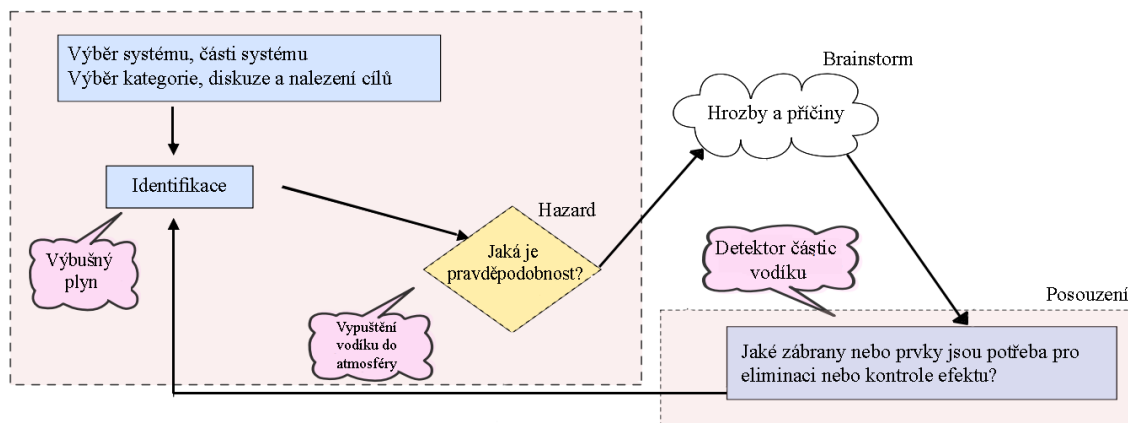 Výběr systému, části systému
Výběr kategorie, diskuze a nalezení cílů
Identifikace
Výbušný
plyn
Hazard
Jaká je
pravděpodobnost?
Vypuštění
vodíku do
atmosféry
Brainstorm
Hrozby a příčiny
Detektor částic
vodíku
Posouzení
Jaké zábrany nebo prvky jsou potřeba pro
eliminaci nebo kontrole efektu?